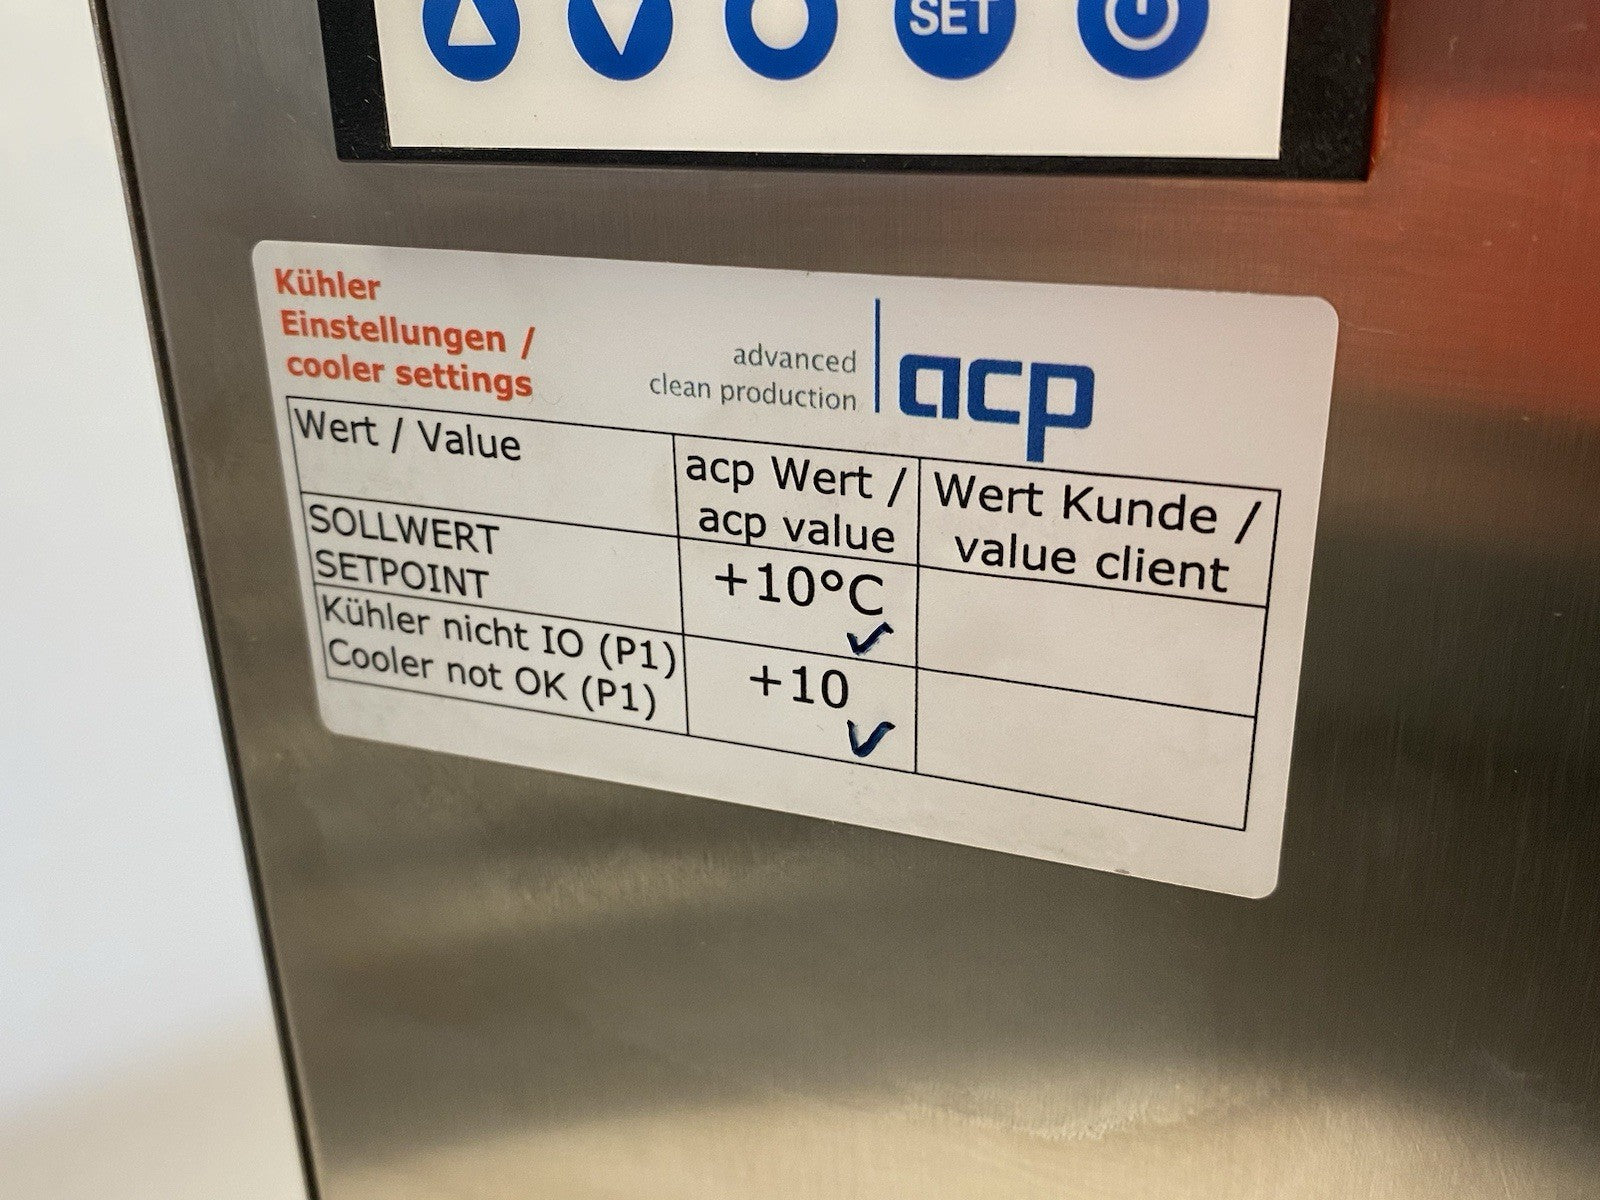 SET
Kühler
Einstellungen /
cooler settings
advanced
clean production
acp
Wert / Value
acp Wert /
acp value
Wert Kunde /
value client
SOLLWERT
SETPOINT
+10°C
Kühler nicht IO (P1)
Cooler not OK (P1)
+10